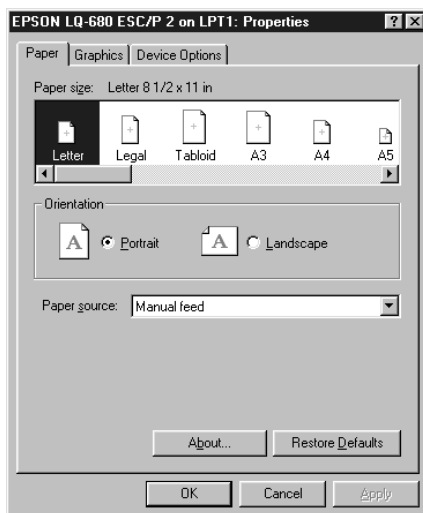 EPSON LQ-680 ESC/P 2 on LPT1: Properties ? ×
Paper Graphics Device Options
Paper size: Letter 8 1/2 x 11 in
Letter Legal Tabloid A3 A4 A5
Orientation
A Portrait A Landscape
Paper source: Manual feed
About... Restore Defaults
OK Cancel Apply